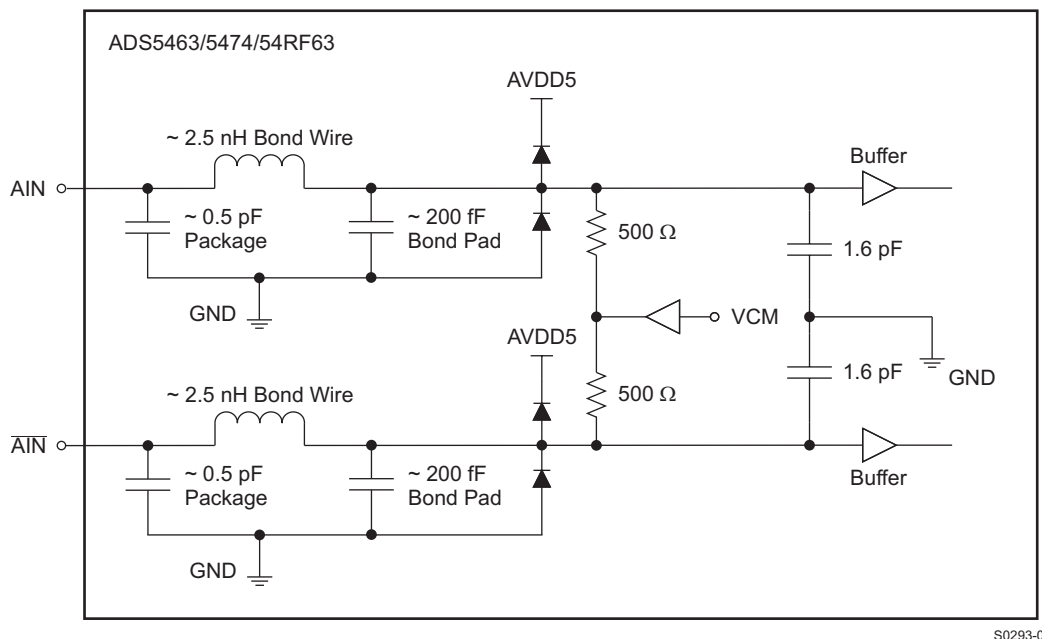 ADS5463/5474/54RF63
AVDD5
~ 2.5 nH Bond Wire
Buffer
AIN
~ 0.5 pF
Package
~ 200 fF
Bond Pad
500 Ω
1.6 pF
GND
VCM
AVDD5
GND
1.6 pF
~ 2.5 nH Bond Wire
500 Ω
A̅I̅N̅
~ 0.5 pF
Package
~ 200 fF
Bond Pad
Buffer
GND